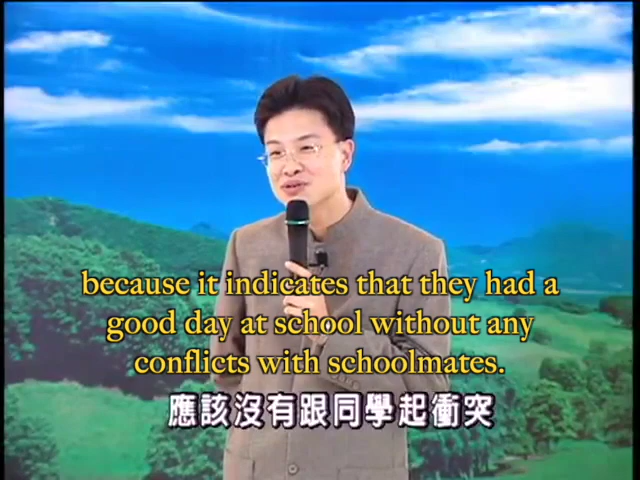 because it indicates that they had a
good day at school without any
conflicts with schoolmates.
應該沒有跟同學起衝突